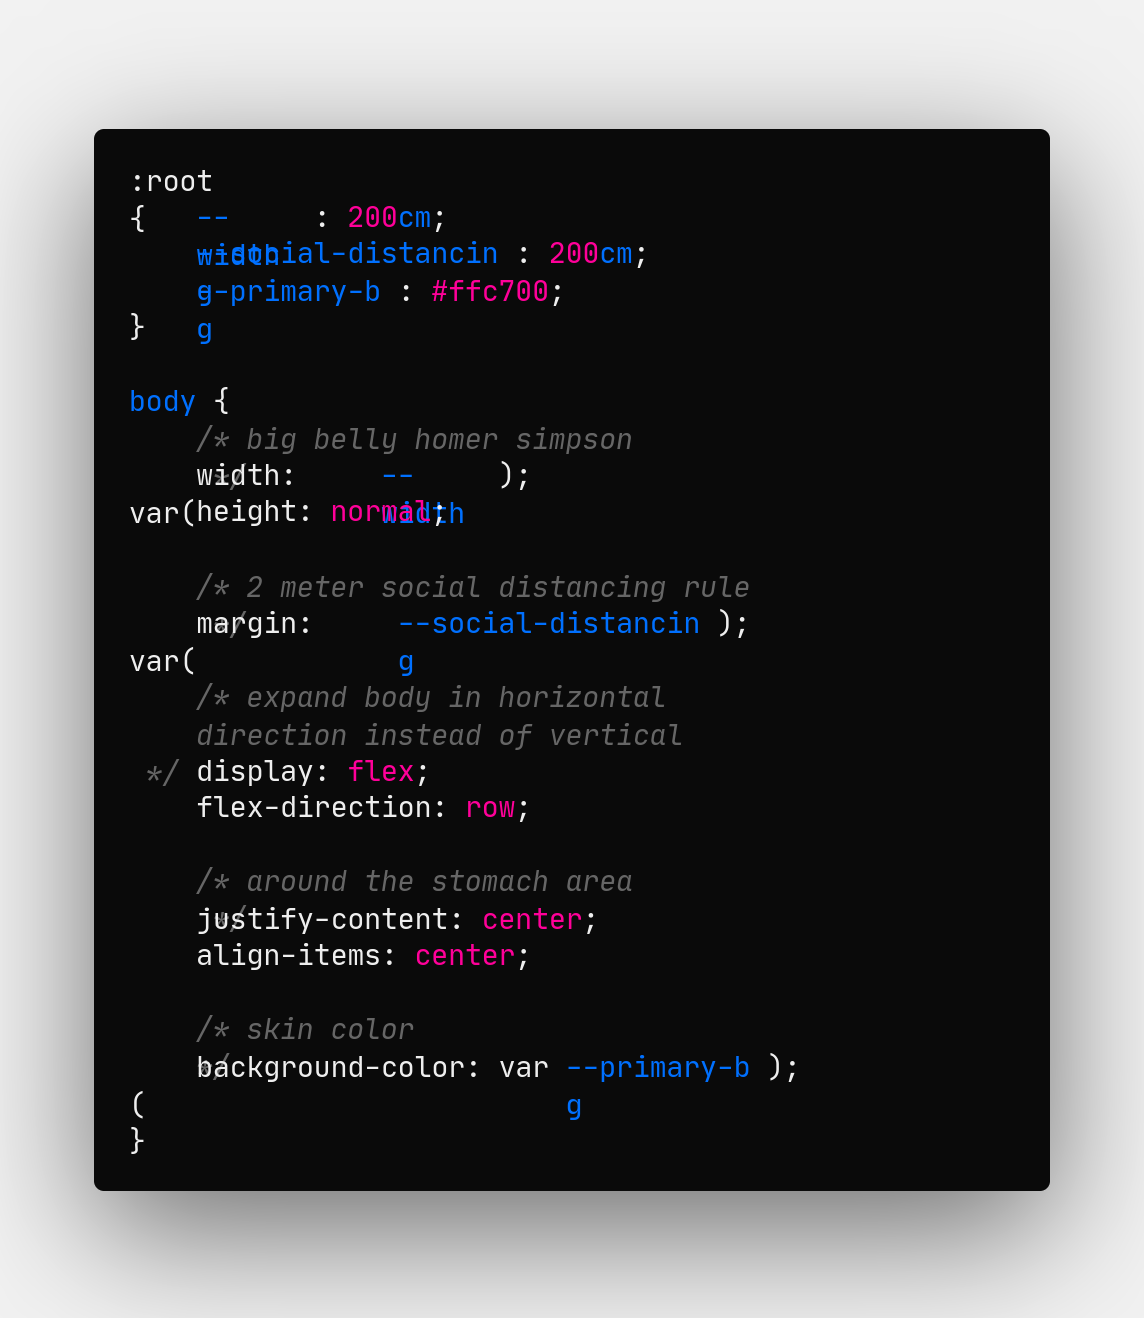 :root {
    --width: 200cm;
    --social-distancing: 200cm;
    --primary-bg: #ffc700;
}
body {
    /* big belly homer simpson */
    width: var(--width);
    height: normal;
    /* 2 meter social distancing rule */
    margin: var(--social-distancing);
    /* expand body in horizontal
    direction instead of vertical */
    display: flex;
    flex-direction: row;
    /* around the stomach area */
    justify-content: center;
    align-items: center;
    /* skin color */
    background-color: var(--primary-bg);
}